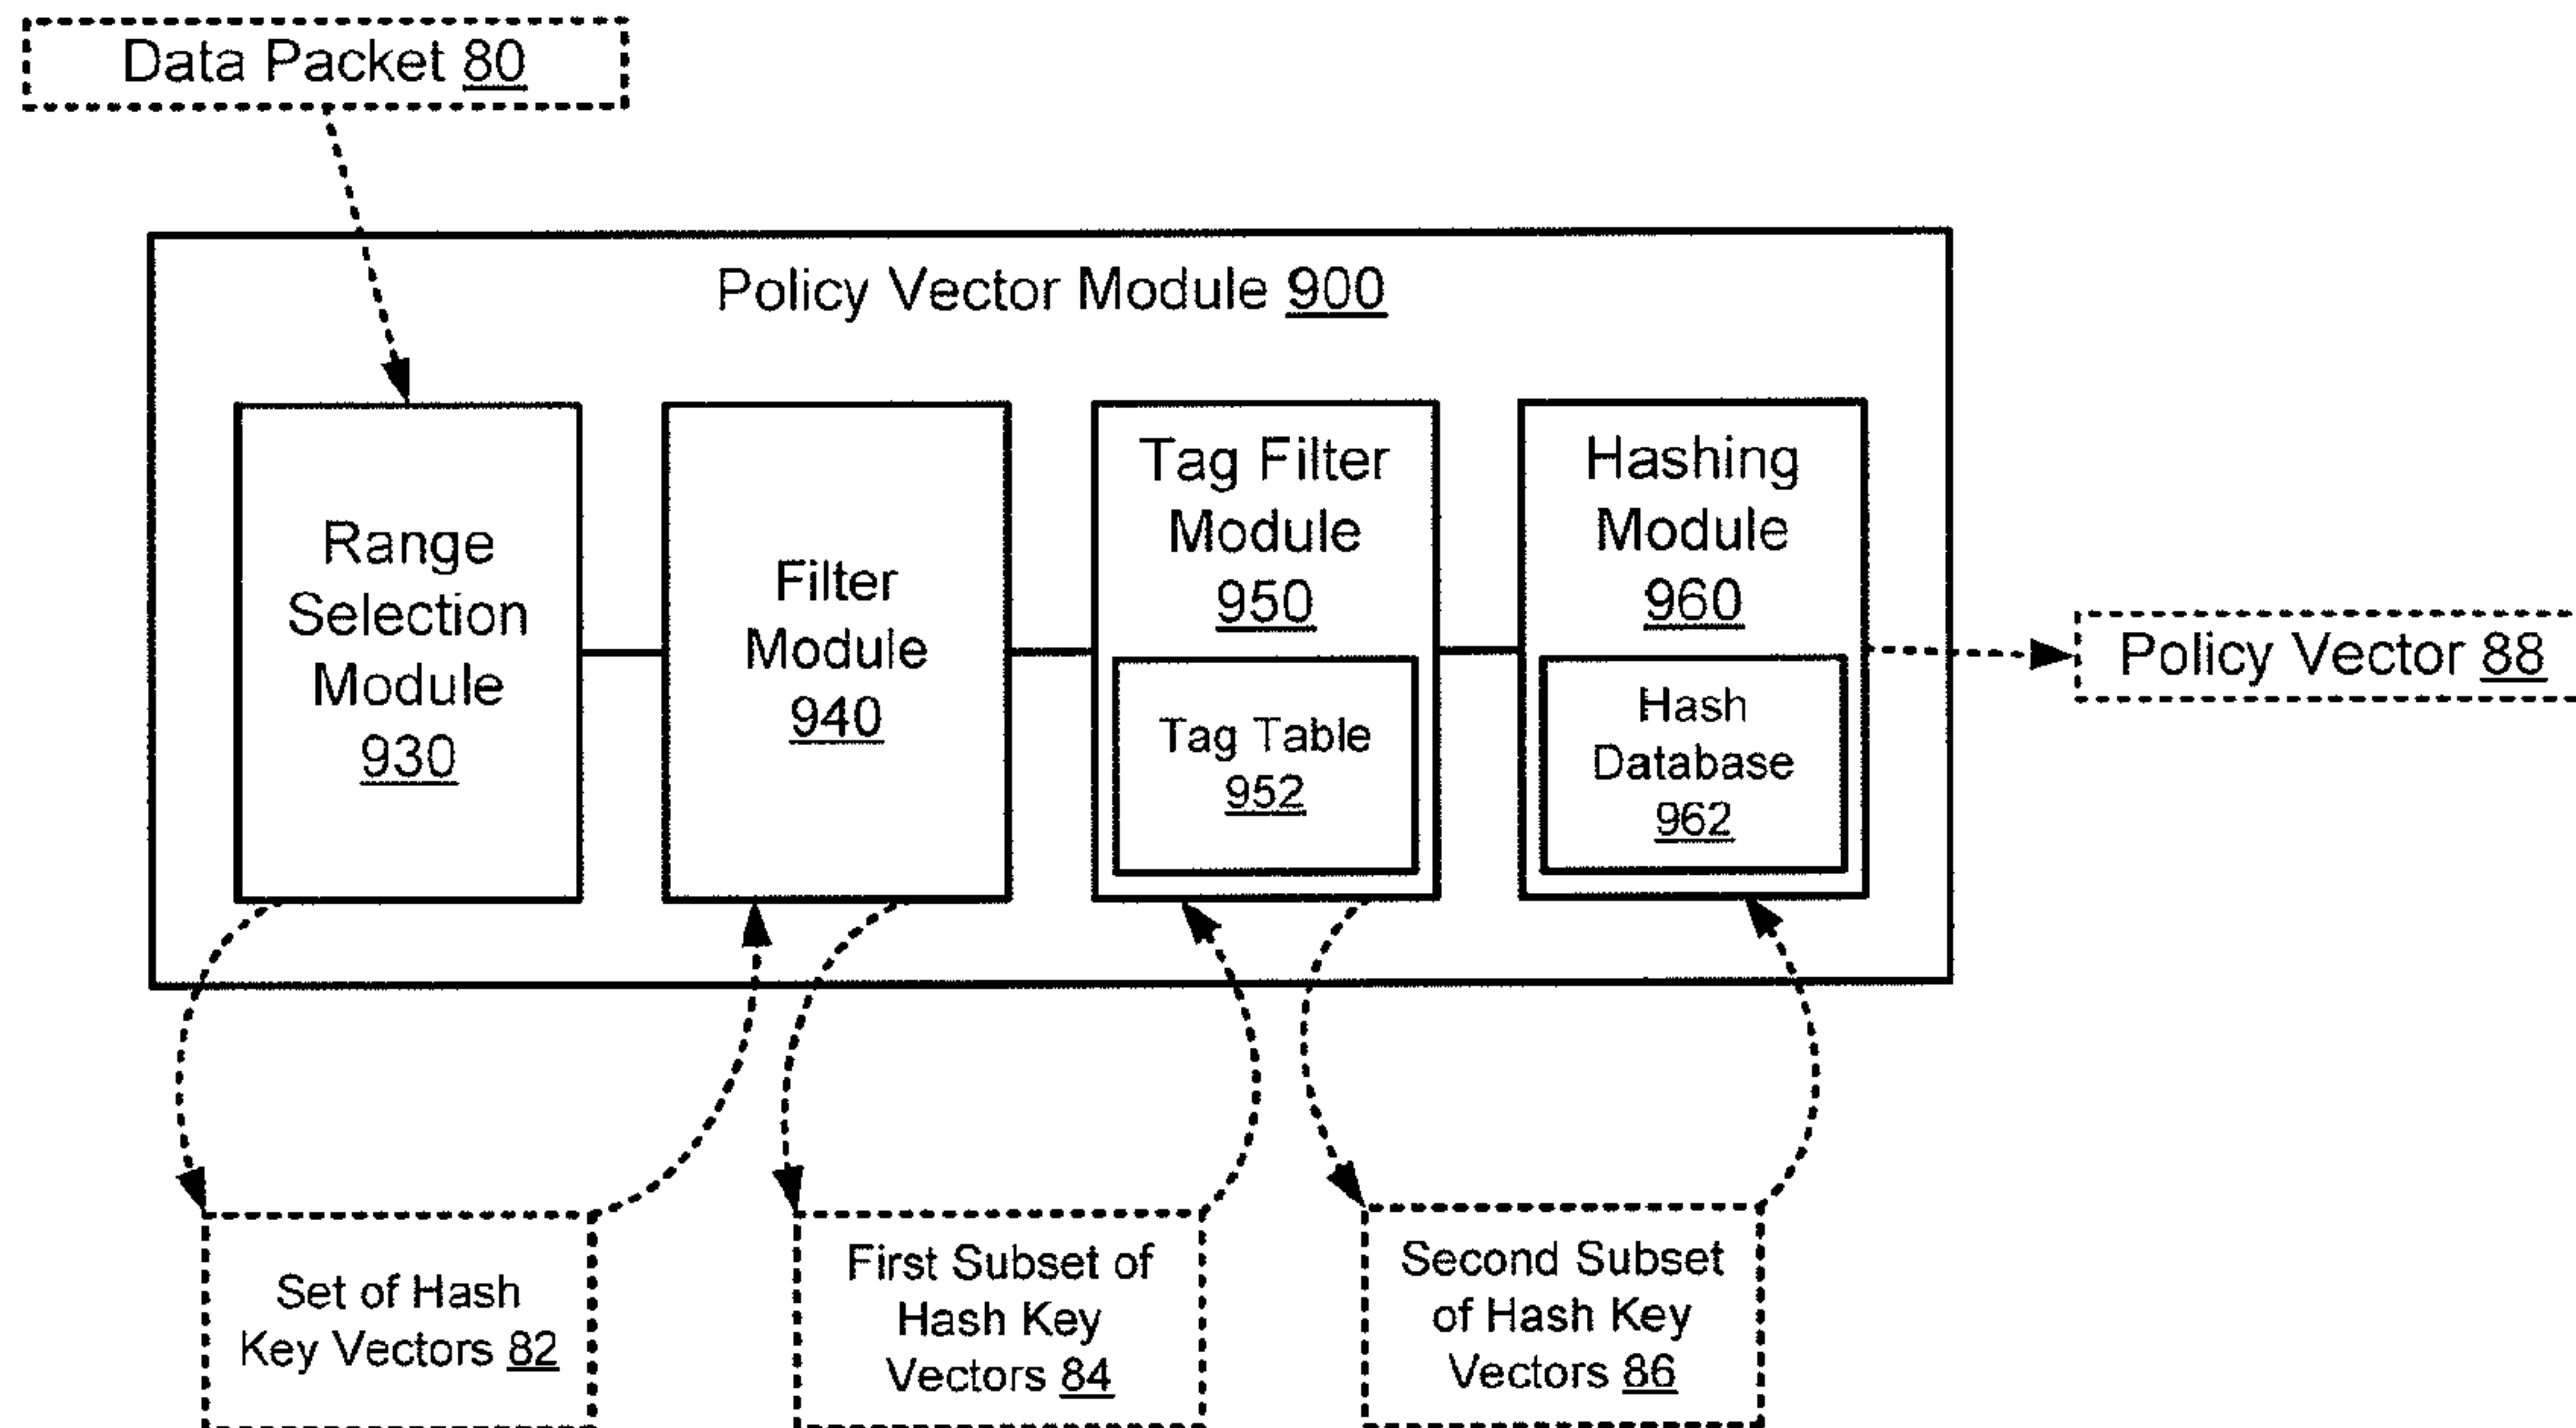 Data Packet 80
Policy Vector Module 900
Range
Selection
Module
930
Filter
Module
940
Tag Filter
Module
950
Tag Table
952
Hashing
Module
960
Hash
Database
962
Policy Vector 88
Set of Hash
Key Vectors 82
First Subset of
Hash Key
Vectors 84
Second Subset
of Hash Key
Vectors 86